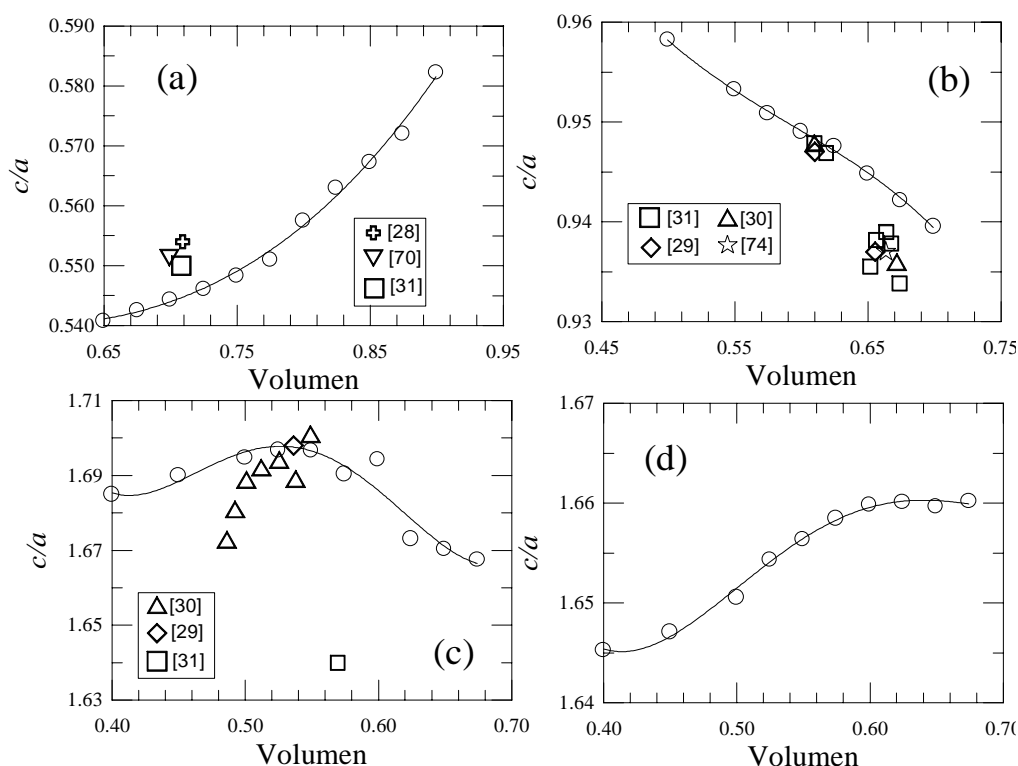 0.590
0.580
0.570
0.560
0.550
0.540
c/a
(a)
[28]
[70]
[31]
0.65 0.75 0.85 0.95
Volumen
0.96
0.95
0.94
0.93
c/a
(b)
[31] [30]
[29] [74]
0.45 0.55 0.65 0.75
Volumen
1.71
1.69
1.67
1.65
1.63
c/a
[30]
[29]
[31]
(c)
0.40 0.50 0.60 0.70
Volumen
1.67
1.66
1.65
1.64
c/a
(d)
0.40 0.50 0.60 0.70
Volumen